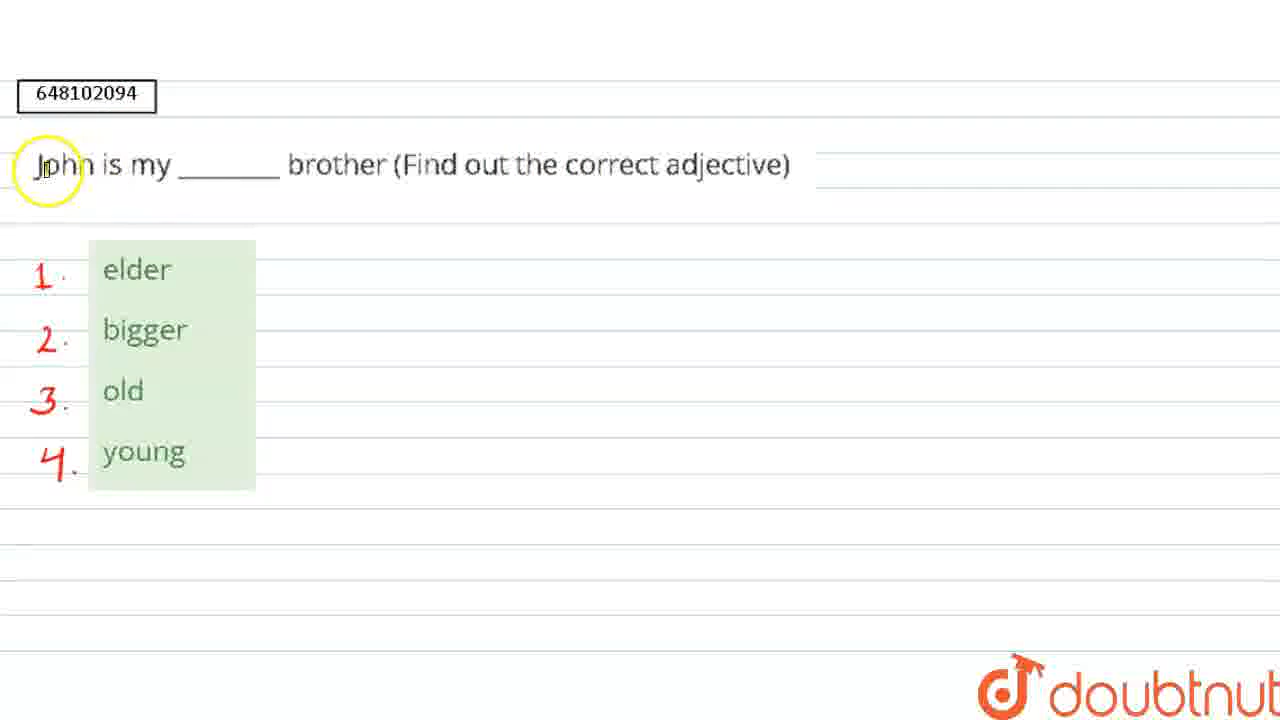 648102094
John is my ________ brother (Find out the correct adjective)
1. elder
2. bigger
3. old
4. young
doubtnut